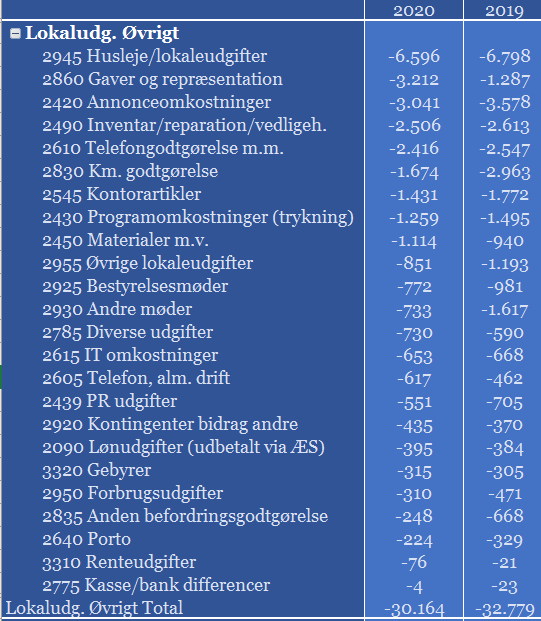 2020 2019
Lokaludg. Øvrigt
2945 Husleje/lokaleudgifter -6.596 -6.798
2860 Gaver og repræsentation -3.212 -1.287
2420 Annonceomkostninger -3.041 -3.578
2490 Inventar/reparation/vedligeh. -2.506 -2.613
2610 Telefongodtgørelse m.m. -2.416 -2.547
2830 Km. godtgørelse -1.674 -2.963
2545 Kontorartikler -1.431 -1.772
2430 Programomkostninger (trykning) -1.259 -1.495
2450 Materialer m.v. -1.114 -940
2955 Øvrige lokaleudgifter -851 -1.193
2925 Bestyrelsesmøder -772 -981
2930 Andre møder -733 -1.617
2785 Diverse udgifter -730 -590
2615 IT omkostninger -653 -668
2605 Telefon, alm. drift -617 -462
2439 PR udgifter -551 -705
2920 Kontingenter bidrag andre -435 -370
2090 Lønudgifter (udbetalt via ÆS) -395 -384
3320 Gebyrer -315 -305
2950 Forbrugsudgifter -310 -471
2835 Anden befordringsgodtgørelse -248 -668
2640 Porto -224 -329
3310 Renteudgifter -76 -21
2775 Kasse/bank differencer -4 -23
Lokaludg. Øvrigt Total -30.164 -32.779